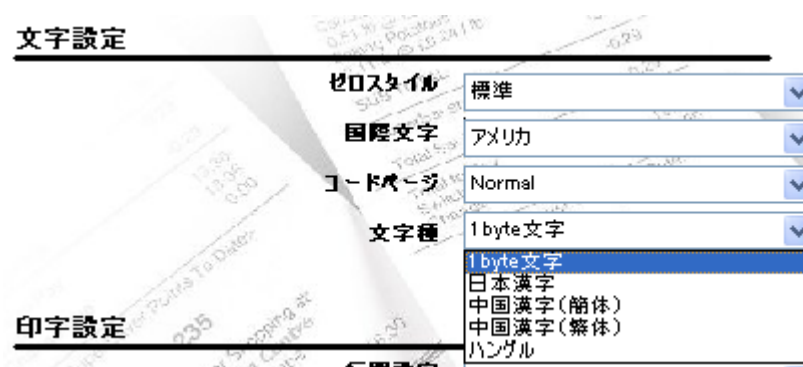 文字設定
ゼロスタイル 標準
国際文字 アメリカ
コードページ Normal
文字種 1byte文字
1byte文字
日本漢字
中国漢字(簡体)
中国漢字(繁体)
ハングル
印字設定